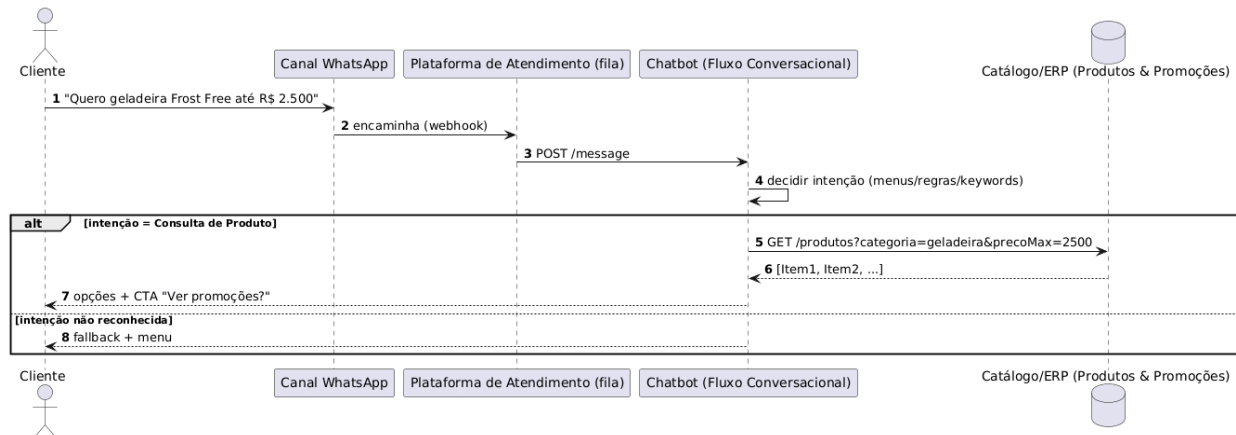 Cliente
Canal WhatsApp
Plataforma de Atendimento (fila)
Chatbot (Fluxo Conversacional)
Catálogo/ERP (Produtos & Promoções)
1 "Quero geladeira Frost Free até R$ 2.500"
2 encaminha (webhook)
3 POST /message
4 decidir intenção (menus/regras/keywords)
alt [intenção = Consulta de Produto]
5 GET /produtos?categoria=geladeira&precoMax=2500
6 [Item1, Item2, ...]
7 opções + CTA "Ver promoções?"
[intenção não reconhecida]
8 fallback + menu
Cliente
Canal WhatsApp
Plataforma de Atendimento (fila)
Chatbot (Fluxo Conversacional)
Catálogo/ERP (Produtos & Promoções)